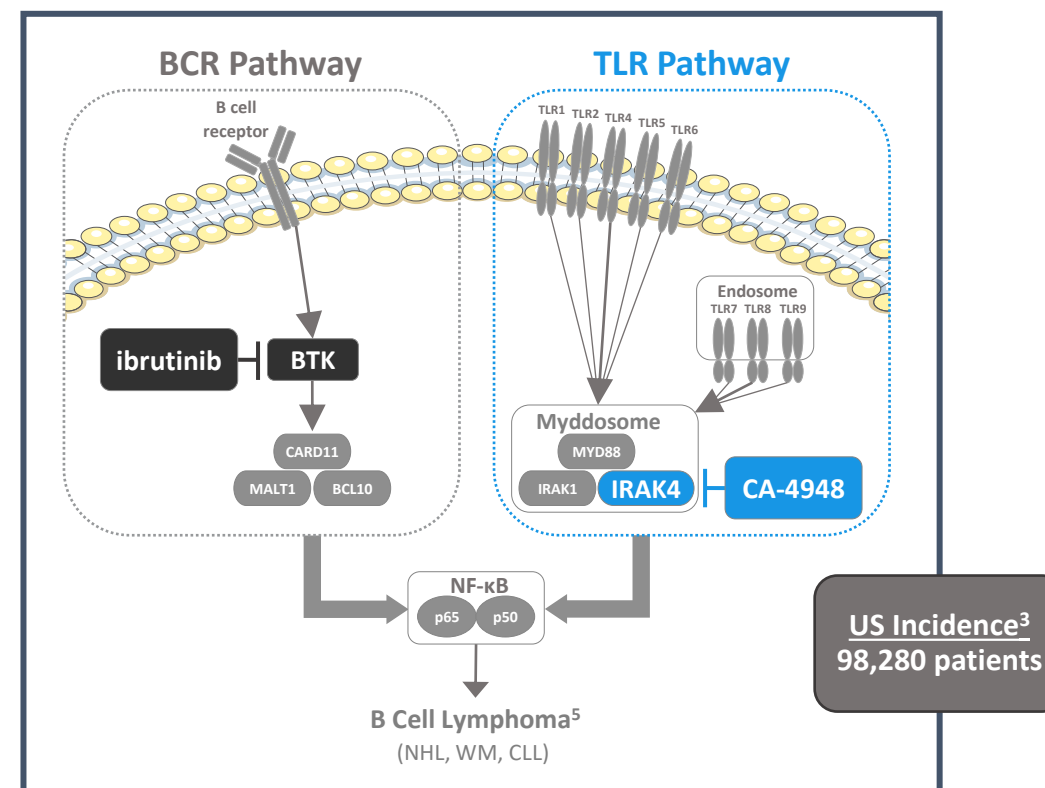 BCR Pathway
B cell
receptor
ibrutinib
BTK
CARD11
MALT1
BCL10
TLR Pathway
TLR1
TLR2
TLR4
TLR5
TLR6
Endosome
TLR7
TLR8
TLR9
Myddosome
MYD88
IRAK1
IRAK4
CA-4948
NF-κB
p65
p50
B Cell Lymphoma⁵
(NHL, WM, CLL)
US Incidence³
98,280 patients